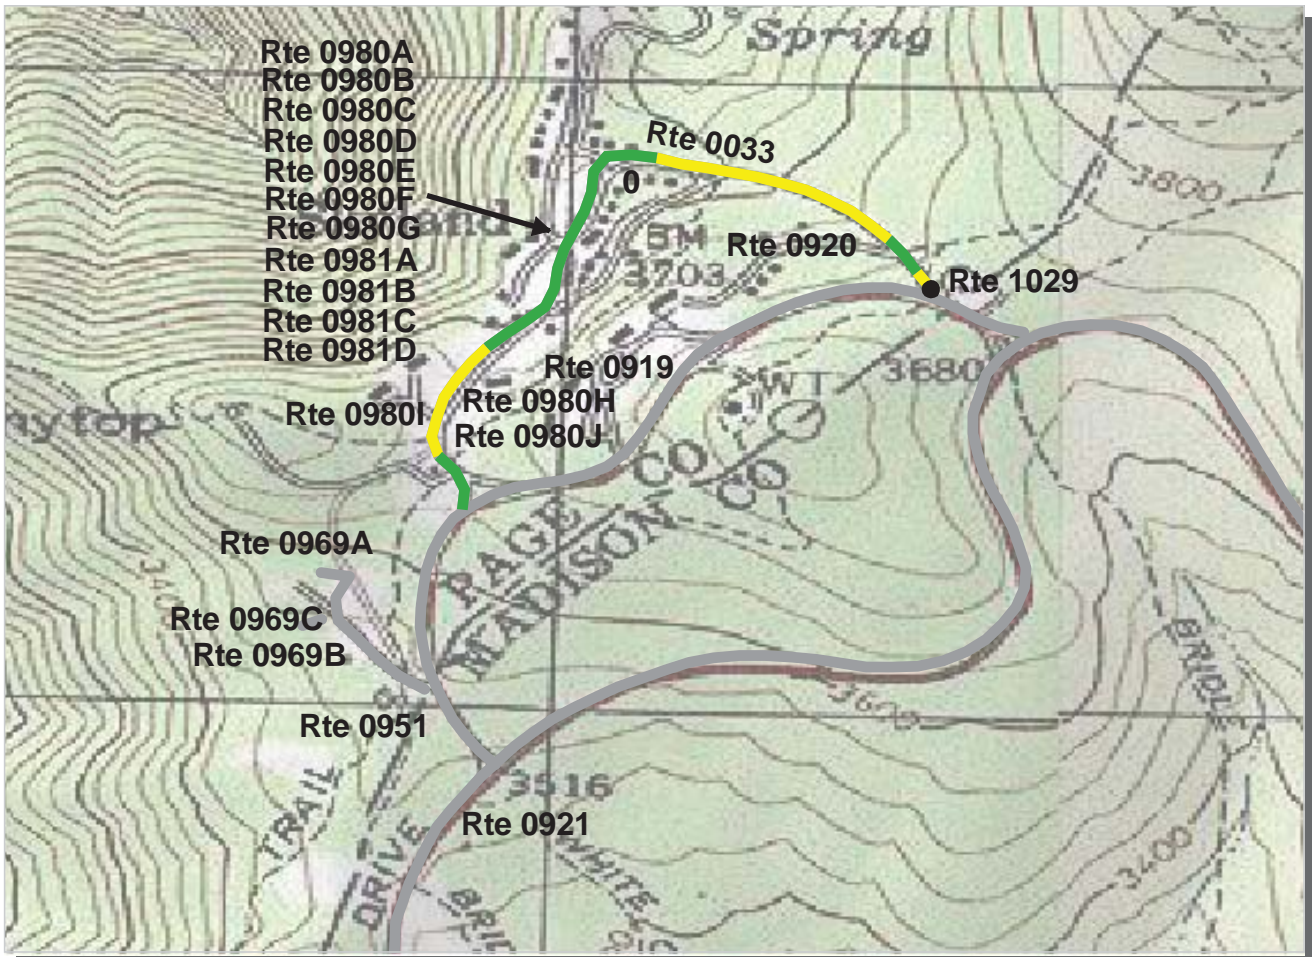 Spring
Rte 0980A
Rte 0980B
Rte 0980C
Rte 0980D
Rte 0980E
Rte 0980F
Rte 0980G
Rte 0981A
Rte 0981B
Rte 0981C
Rte 0981D
Rte 0033
0
3800
BM
3703
Rte 0920
Rte 1029
Rte 0919
3680
WT
Rte 0980I
Rte 0980H
Rte 0980J
nytop
PAGE CO
MADISON CO
Rte 0969A
Rte 0969C
Rte 0969B
BRIDLE
3600
Rte 0951
3516
TRAIL
Rte 0921
DRIVE
WHITE
3400